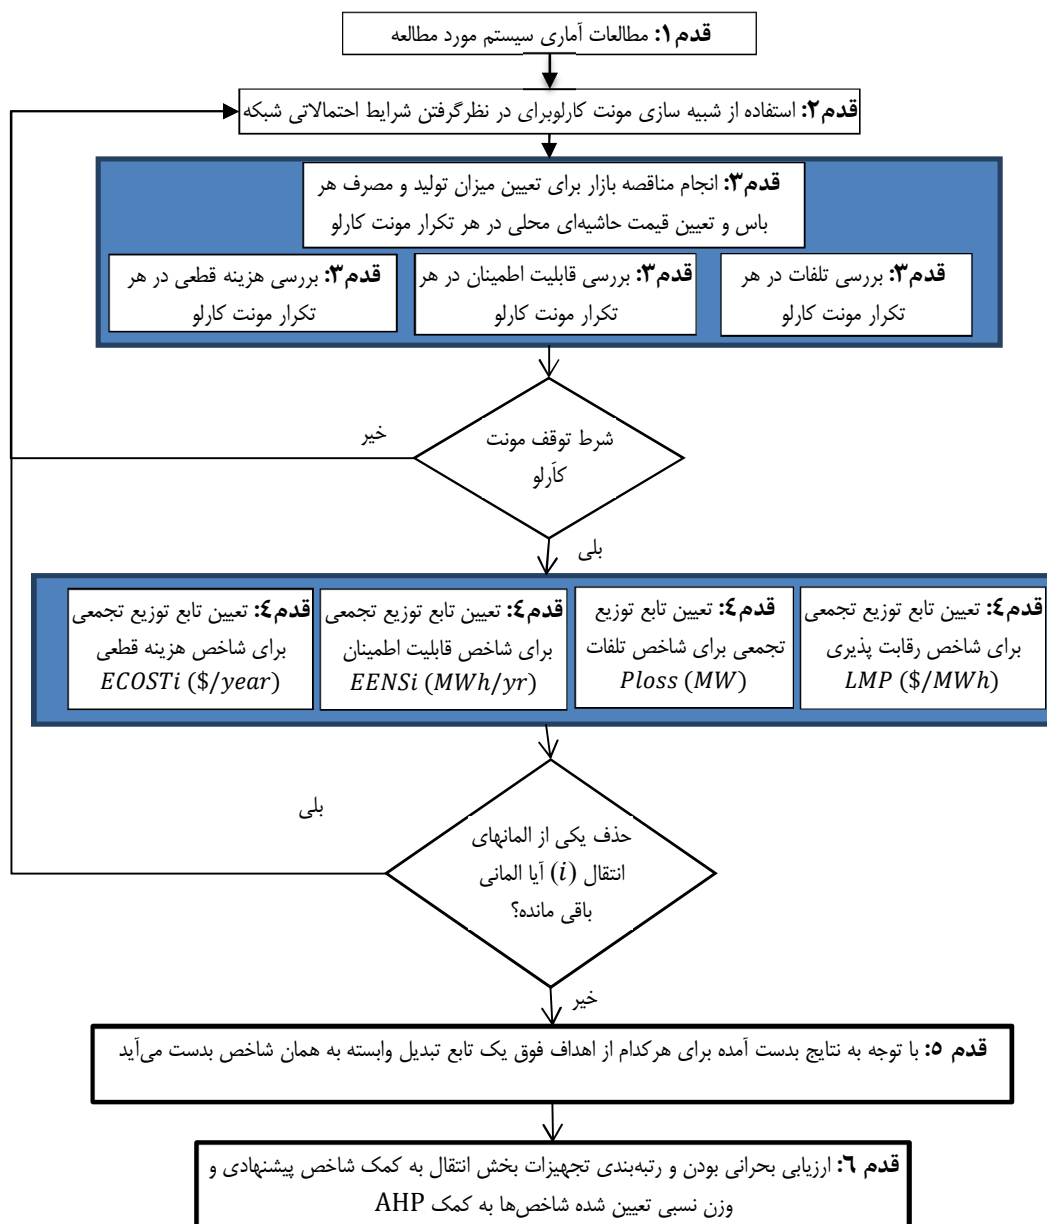 قدم۱: مطالعات آماری سیستم مورد مطالعه
قدم۲: استفاده از شبیه سازی مونت کارلوبرای در نظرگرفتن شرایط احتمالاتی شبکه
قدم۳: انجام مناقصه بازار برای تعیین میزان تولید و مصرف هر
باس و تعیین قیمت حاشیه‌ای محلی در هر تکرار مونت کارلو
قدم۳: بررسی تلفات در هر
تکرار مونت کارلو
قدم۳: بررسی قابلیت اطمینان در هر
تکرار مونت کارلو
قدم۳: بررسی هزینه قطعی در هر
تکرار مونت کارلو
شرط توقف مونت
کاَرلو
خیر
بلی
قدم٤: تعیین تابع توزیع تجمعی
برای شاخص رقابت پذیری
LMP ($/MWh)
قدم٤: تعیین تابع توزیع
تجمعی برای شاخص تلفات
Ploss (MW)
قدم٤: تعیین تابع توزیع تجمعی
برای شاخص قابلیت اطمینان
EENSi (MWh/yr)
قدم٤: تعیین تابع توزیع تجمعی
برای شاخص هزینه قطعی
ECOSTi ($/year)
بلی
حذف یکی از المانهای
انتقال (i) آیا المانی
باقی مانده؟
خیر
قدم ٥: با توجه به نتایج بدست آمده برای هرکدام از اهداف فوق یک تابع تبدیل وابسته به همان شاخص بدست می‌آید
قدم ٦: ارزیابی بحرانی بودن و رتبه‌بندی تجهیزات بخش انتقال به کمک شاخص پیشنهادی و
وزن نسبی تعیین شده شاخص‌ها به کمک AHP